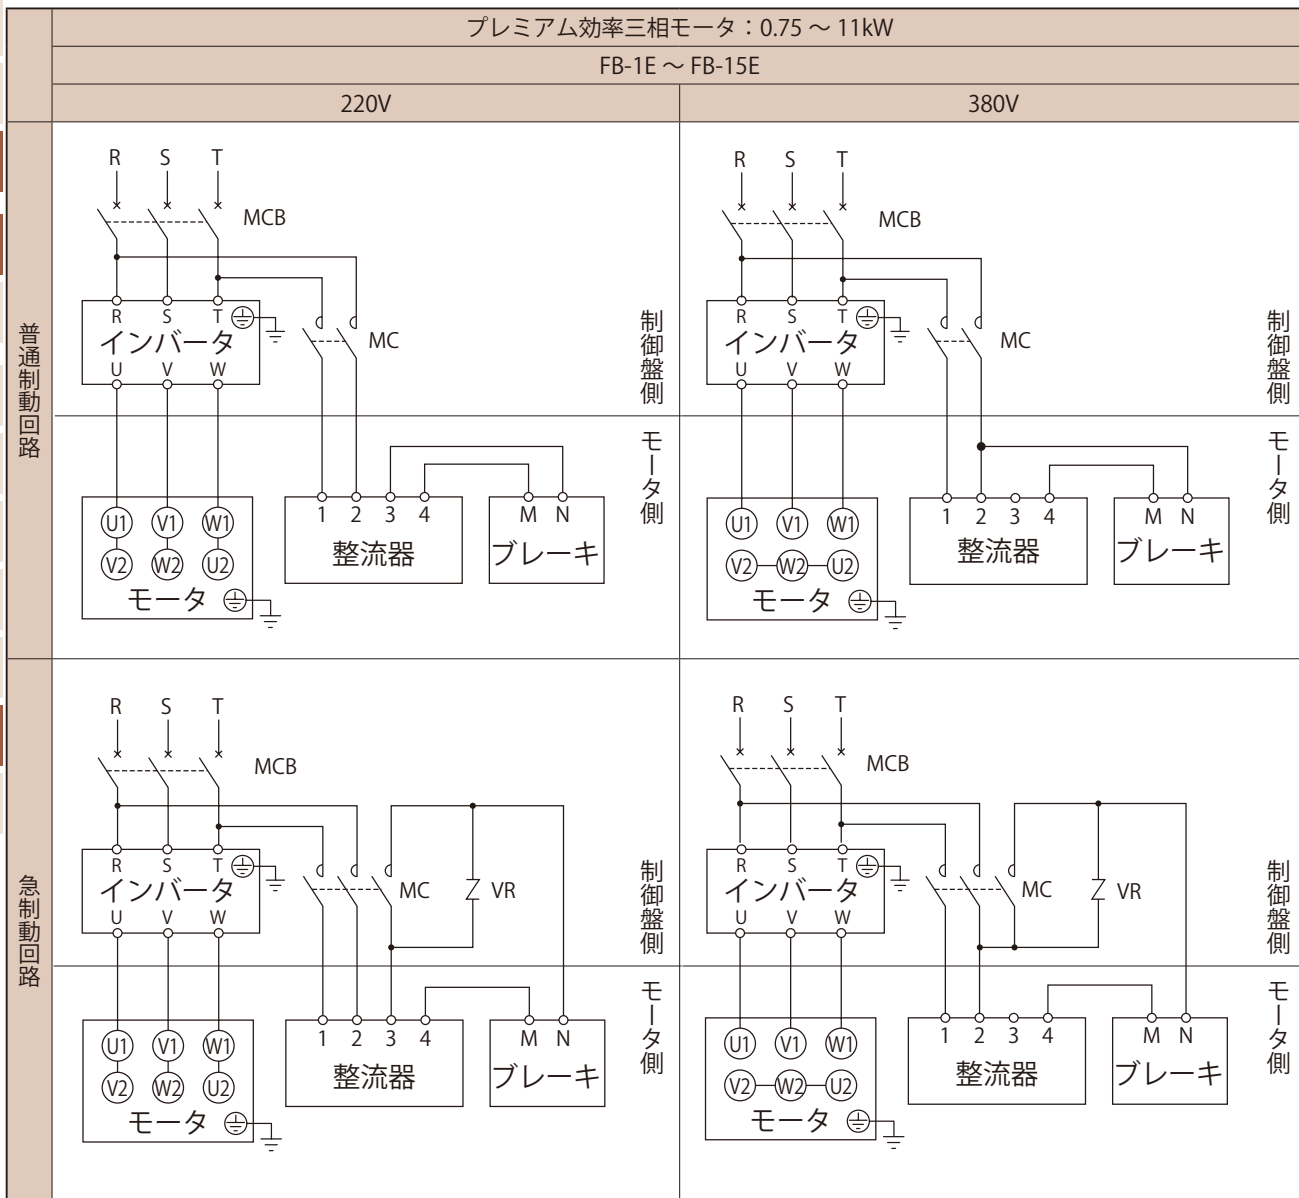 プレミアム効率三相モータ：0.75 ～ 11kW
FB-1E ～ FB-15E
220V
380V
普通制動回路
R S T
MCB
R S T
インバータ
U V W
MC
制御盤側
モータ側
U1 V1 W1
V2 W2 U2
モータ
1 2 3 4
整流器
M N
ブレーキ
R S T
MCB
R S T
インバータ
U V W
MC
制御盤側
モータ側
U1 V1 W1
V2 W2 U2
モータ
1 2 3 4
整流器
M N
ブレーキ
急制動回路
R S T
MCB
R S T
インバータ
U V W
MC
VR
制御盤側
モータ側
U1 V1 W1
V2 W2 U2
モータ
1 2 3 4
整流器
M N
ブレーキ
R S T
MCB
R S T
インバータ
U V W
MC
VR
制御盤側
モータ側
U1 V1 W1
V2 W2 U2
モータ
1 2 3 4
整流器
M N
ブレーキ